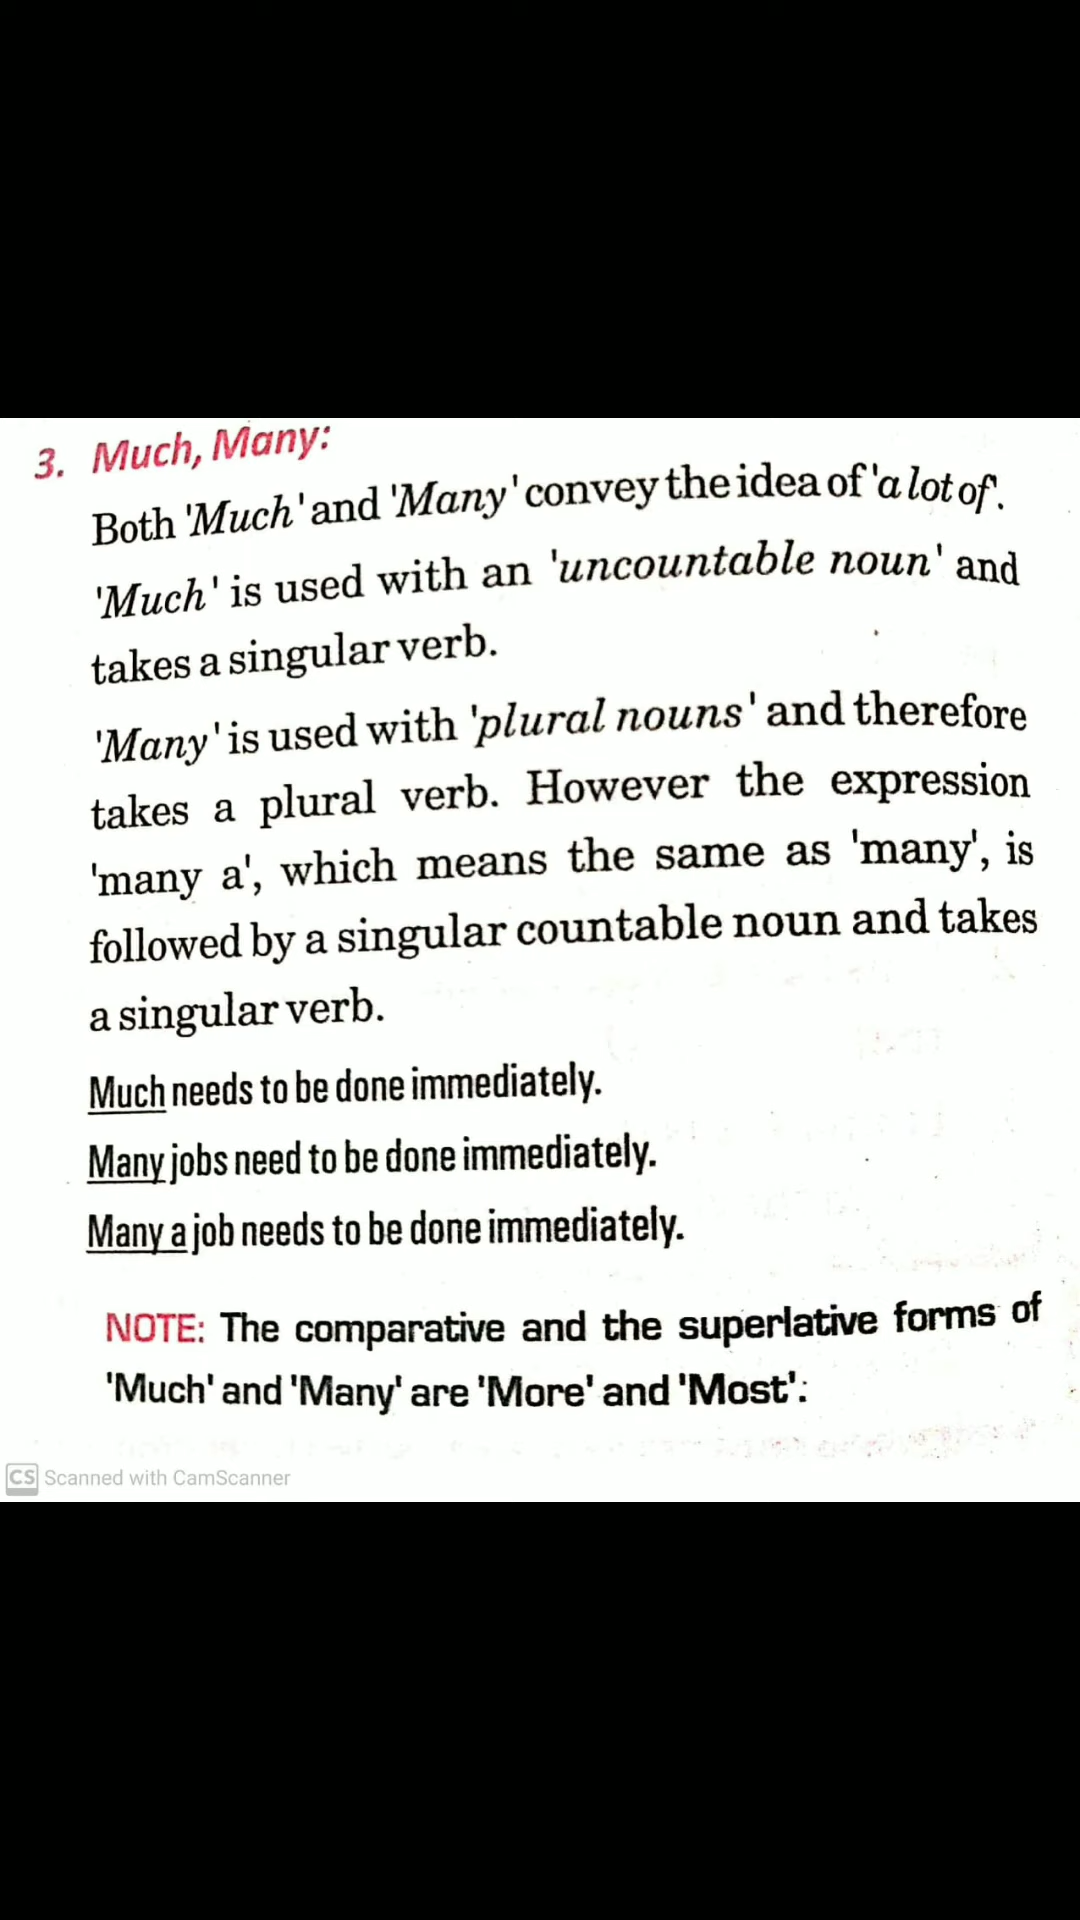 3. Much, Many:
Both 'Much' and 'Many' convey the idea of 'a lot of'.
'Much' is used with an 'uncountable noun' and
takes a singular verb.
'Many' is used with 'plural nouns' and therefore
takes a plural verb. However the expression
'many a', which means the same as 'many', is
followed by a singular countable noun and takes
a singular verb.
Much needs to be done immediately.
Many jobs need to be done immediately.
Many a job needs to be done immediately.
NOTE: The comparative and the superlative forms of
'Much' and 'Many' are 'More' and 'Most':
CS Scanned with CamScanner